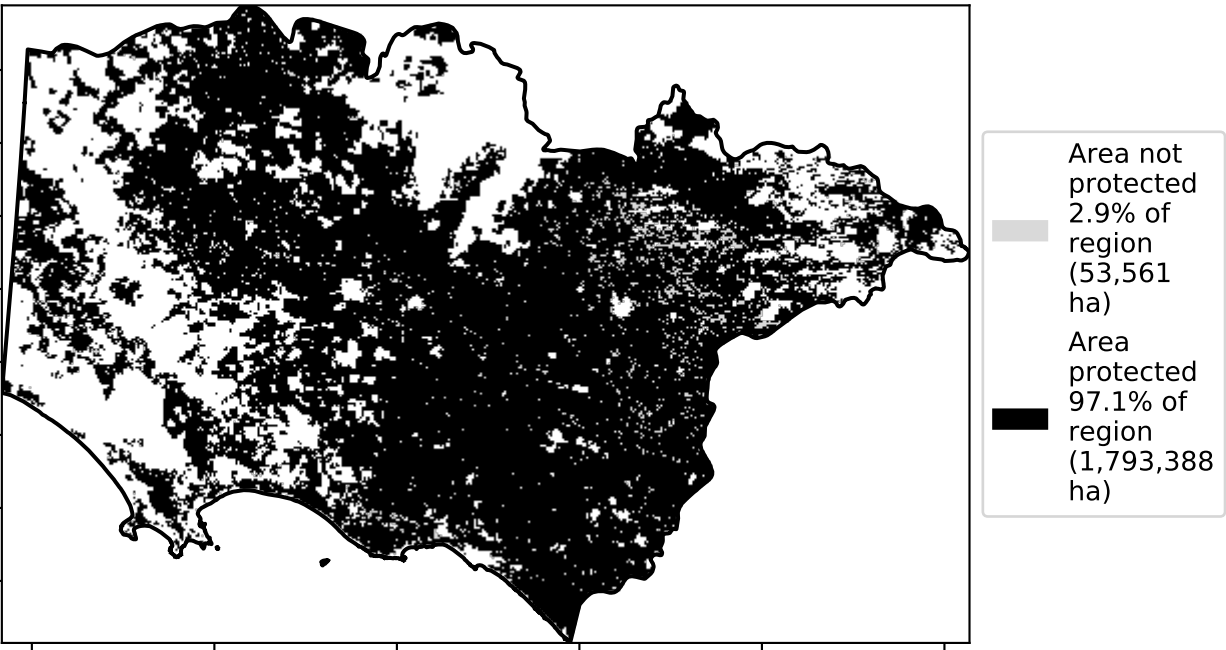 Area not
protected
2.9% of
region
(53,561
ha)
Area
protected
97.1% of
region
(1,793,388
ha)